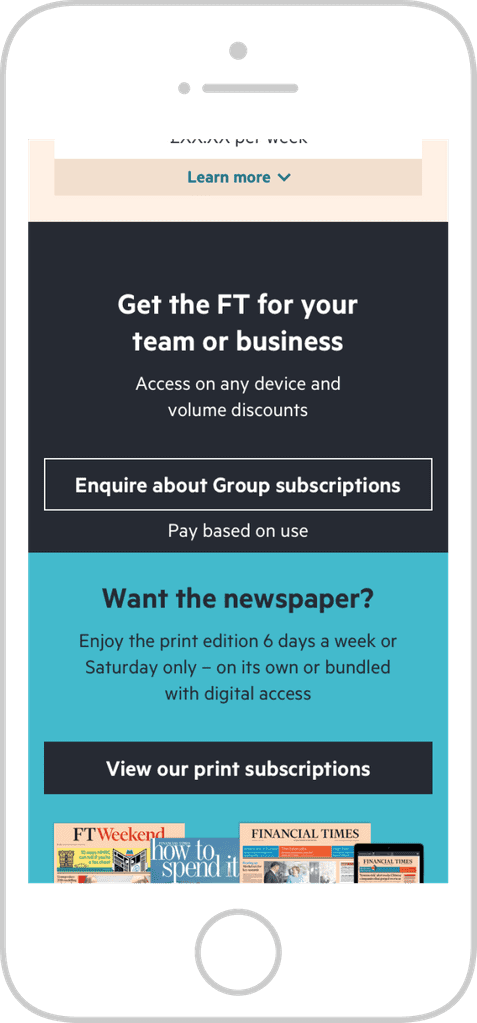 2XX.XX per week
Learn more
Get the FT for your
team or business
Access on any device and
volume discounts
Enquire about Group subscriptions
Pay based on use
Want the newspaper?
Enjoy the print edition 6 days a week or
Saturday only – on its own or bundled
with digital access
View our print subscriptions
FTWeekend
how to
spend it
FINANCIAL TIMES
FINANCIAL TIMES